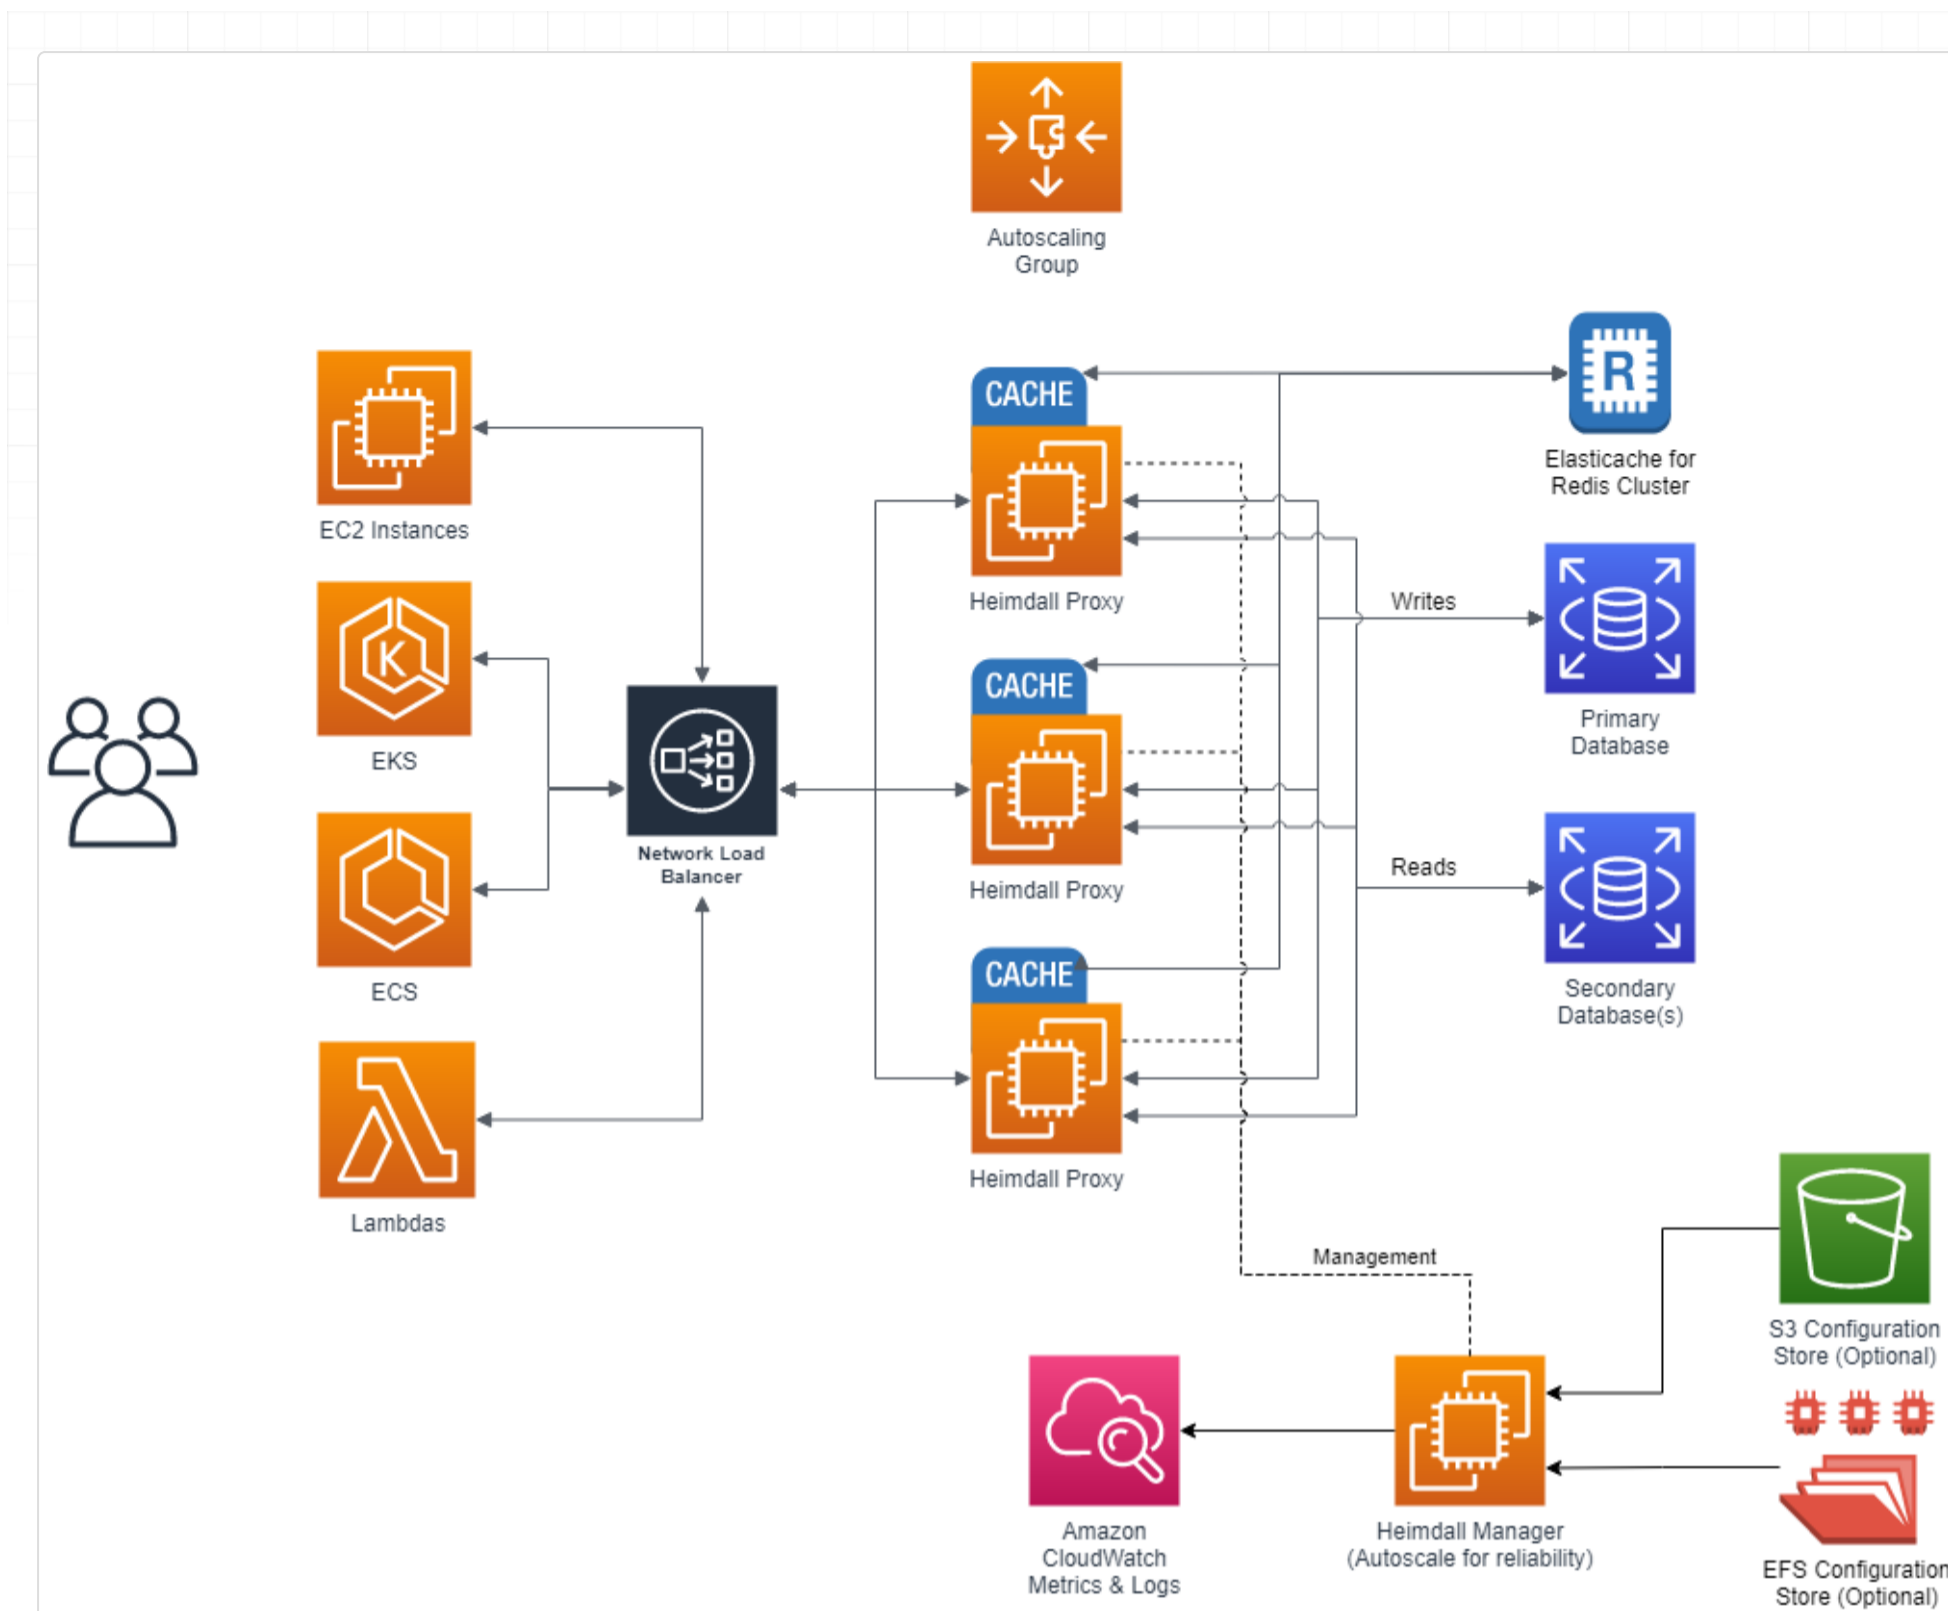 Autoscaling
Group
EC2 Instances
EKS
ECS
Lambdas
Network Load
Balancer
CACHE
Heimdall Proxy
CACHE
Heimdall Proxy
CACHE
Heimdall Proxy
R
Elasticache for
Redis Cluster
Writes
Primary
Database
Reads
Secondary
Database(s)
Management
S3 Configuration
Store (Optional)
Amazon
CloudWatch
Metrics & Logs
Heimdall Manager
(Autoscale for reliability)
EFS Configuration
Store (Optional)
K